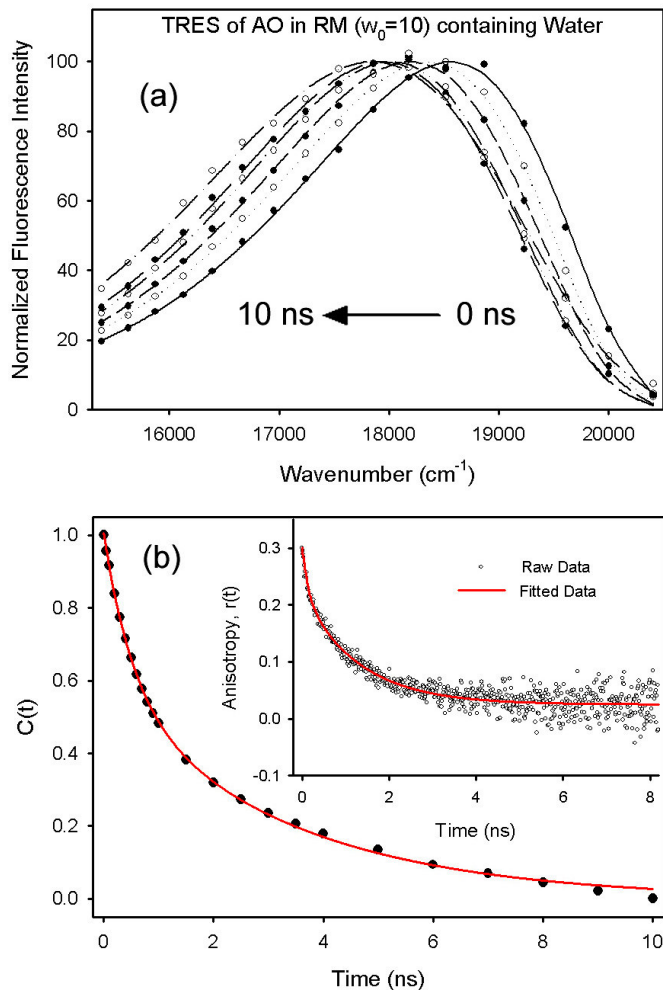 TRES of AO in RM (w0=10) containing Water
(a)
Normalized Fluorescence Intensity
100
80
60
40
20
0
10 ns
0 ns
16000
17000
18000
19000
20000
Wavenumber (cm-1)
(b)
C(t)
1.0
0.8
0.6
0.4
0.2
0.0
Anisotropy, r(t)
0.3
0.2
0.1
0.0
-0.1
Raw Data
Fitted Data
0
2
4
6
8
Time (ns)
0
2
4
6
8
10
Time (ns)